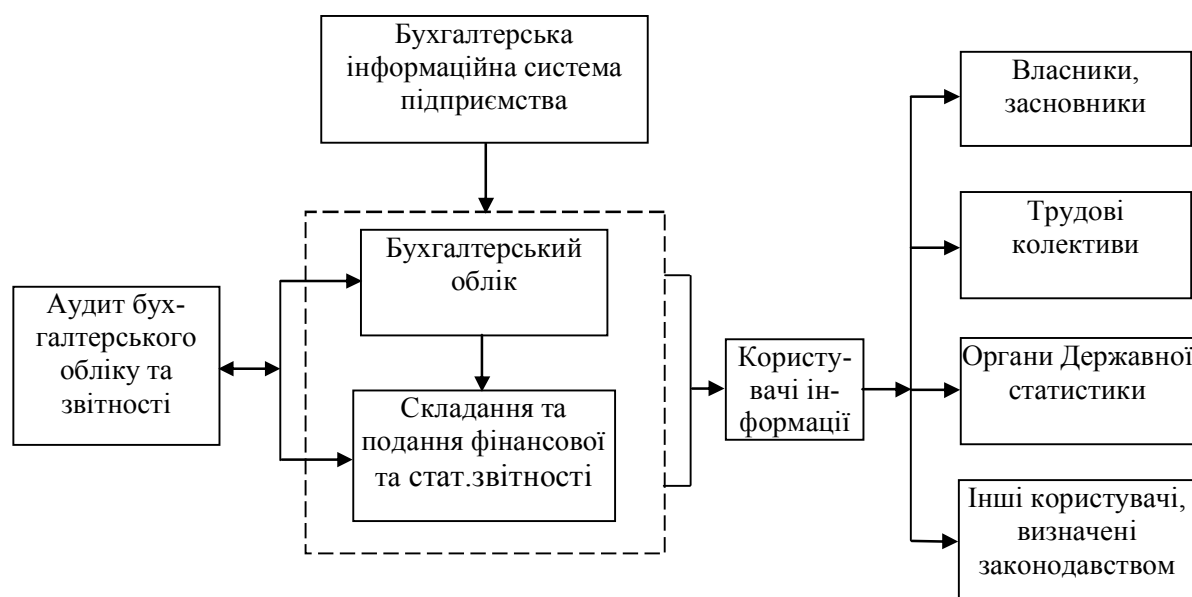 Бухгалтерська
інформаційна система
підприємства
Власники,
засновники
Трудові
колективи
Бухгалтерський
облік
Аудит бух-
галтерського
обліку та
звітності
Складання та
подання фінансової
та стат.звітності
Користу-
вачі ін-
формації
Органи Державної
статистики
Інші користувачі,
визначені
законодавством